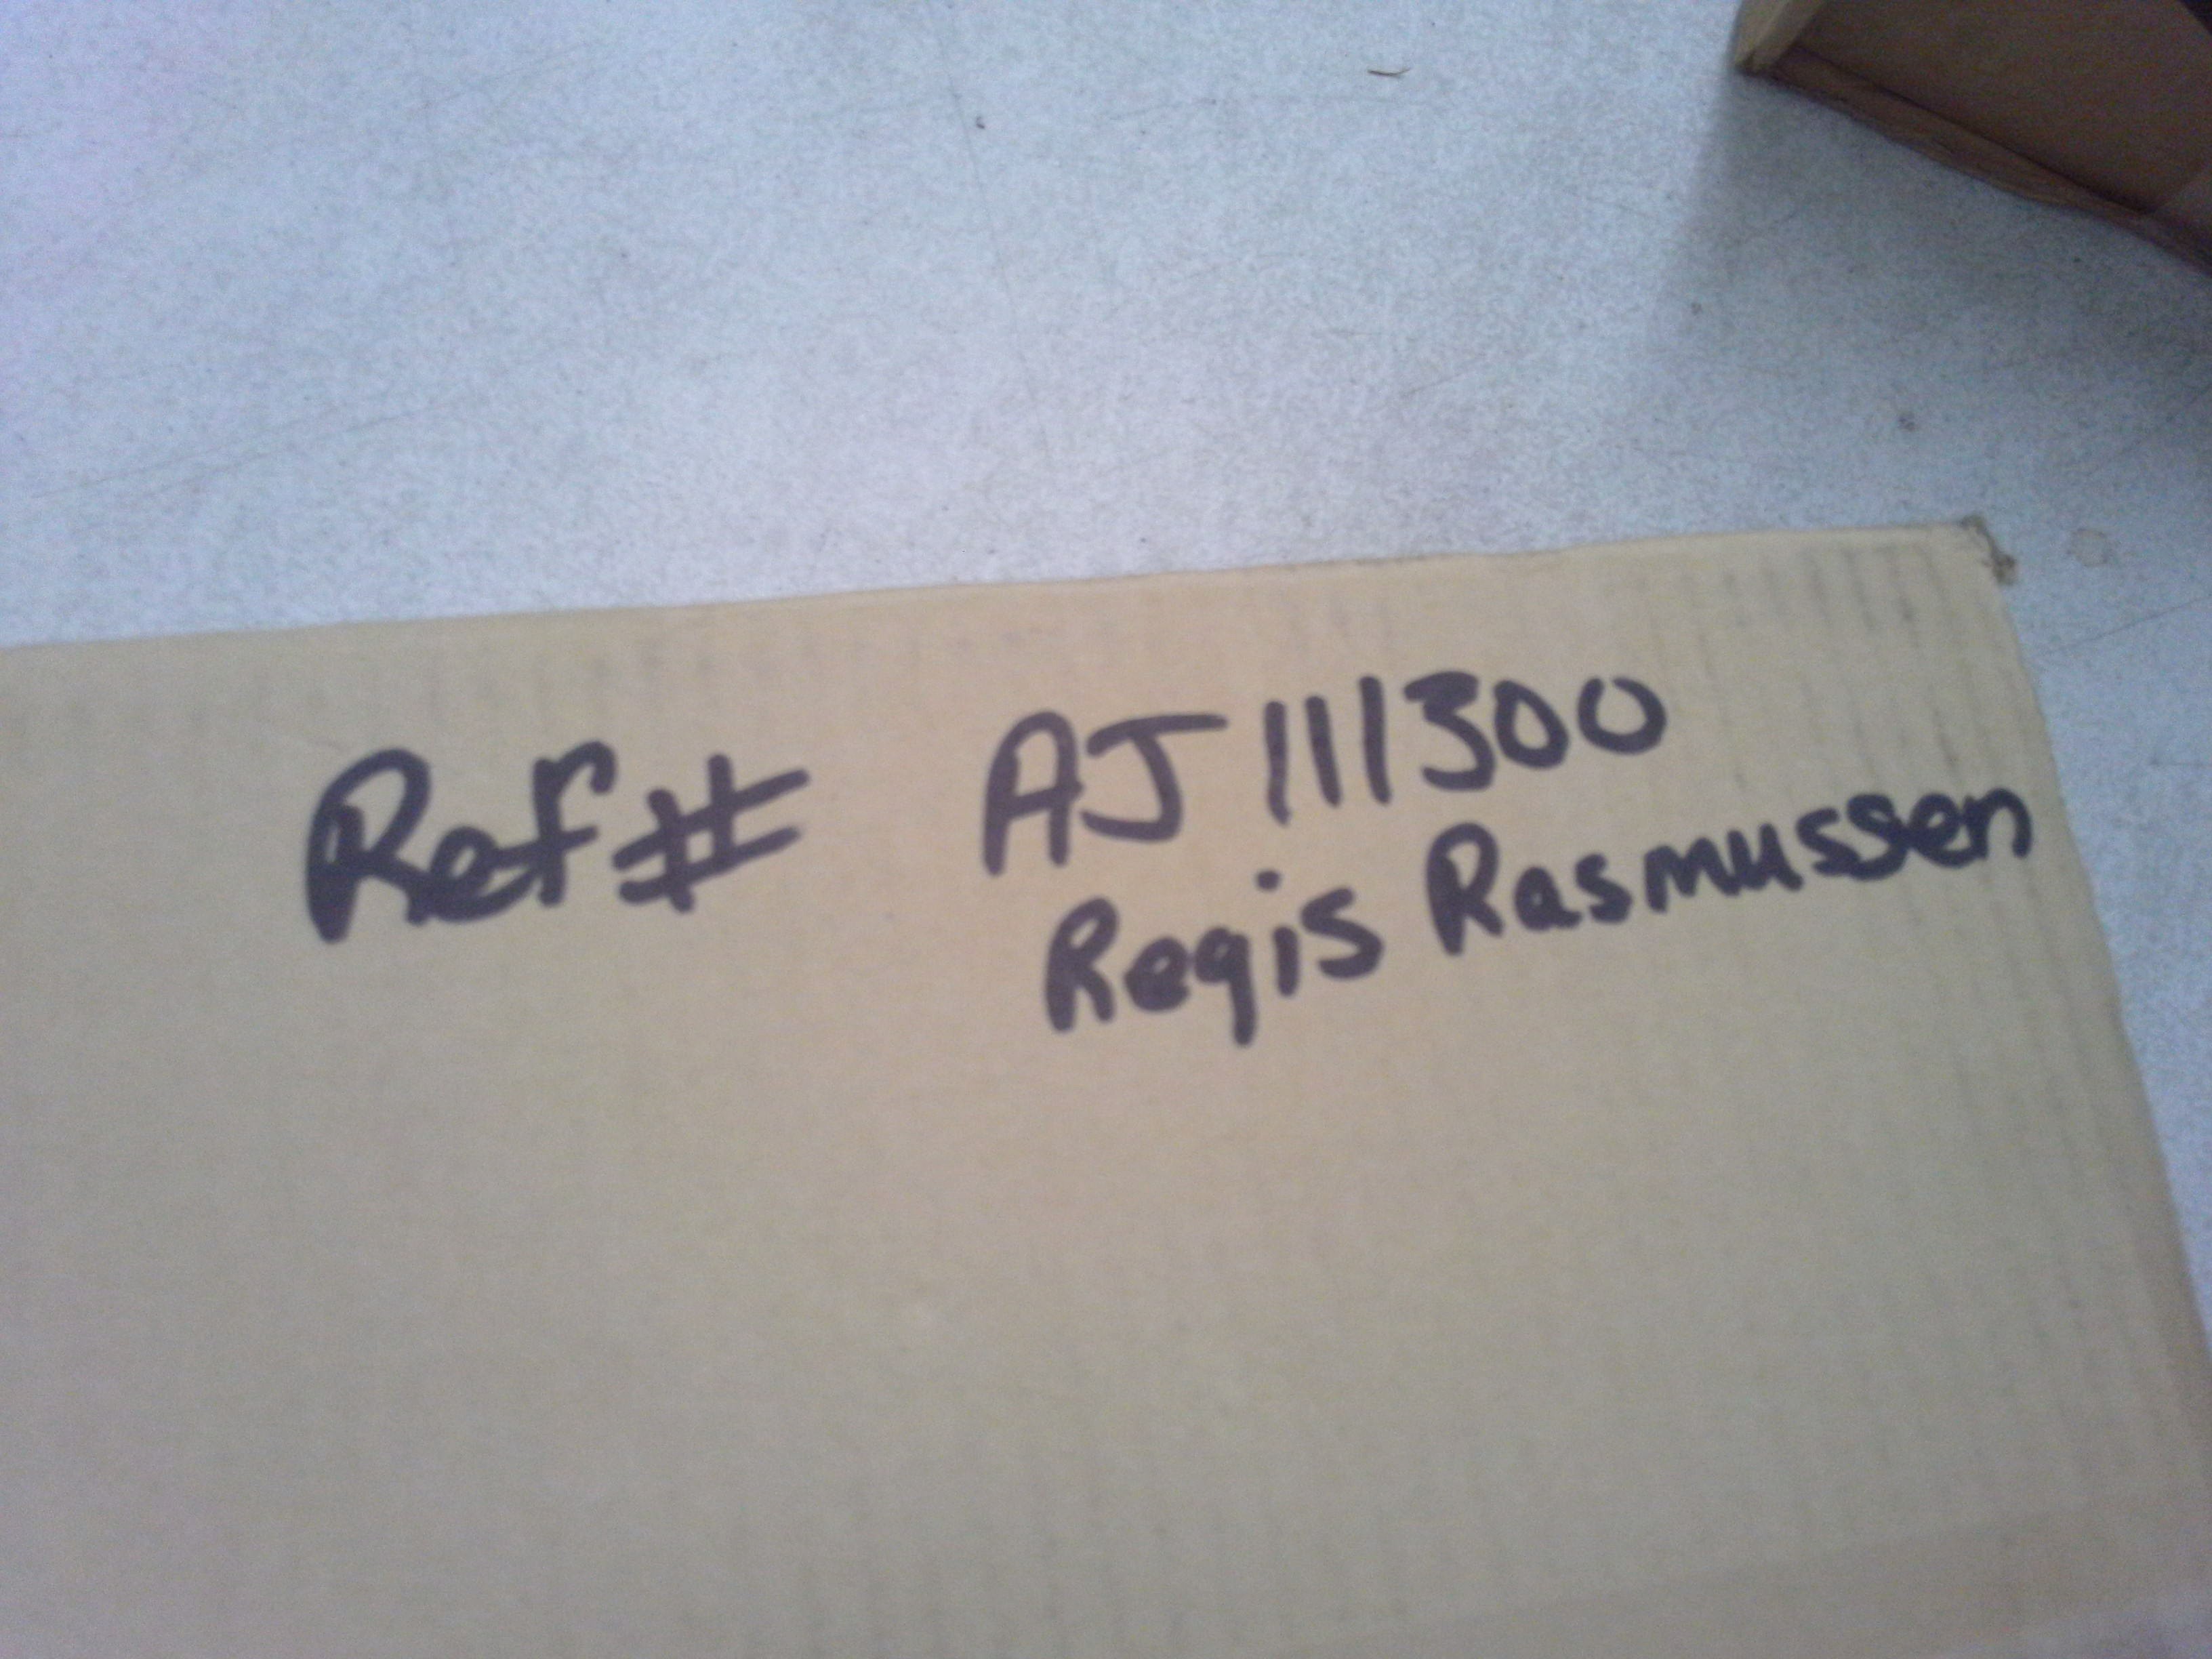 Ref# AJ111300
Regis Rasmussen